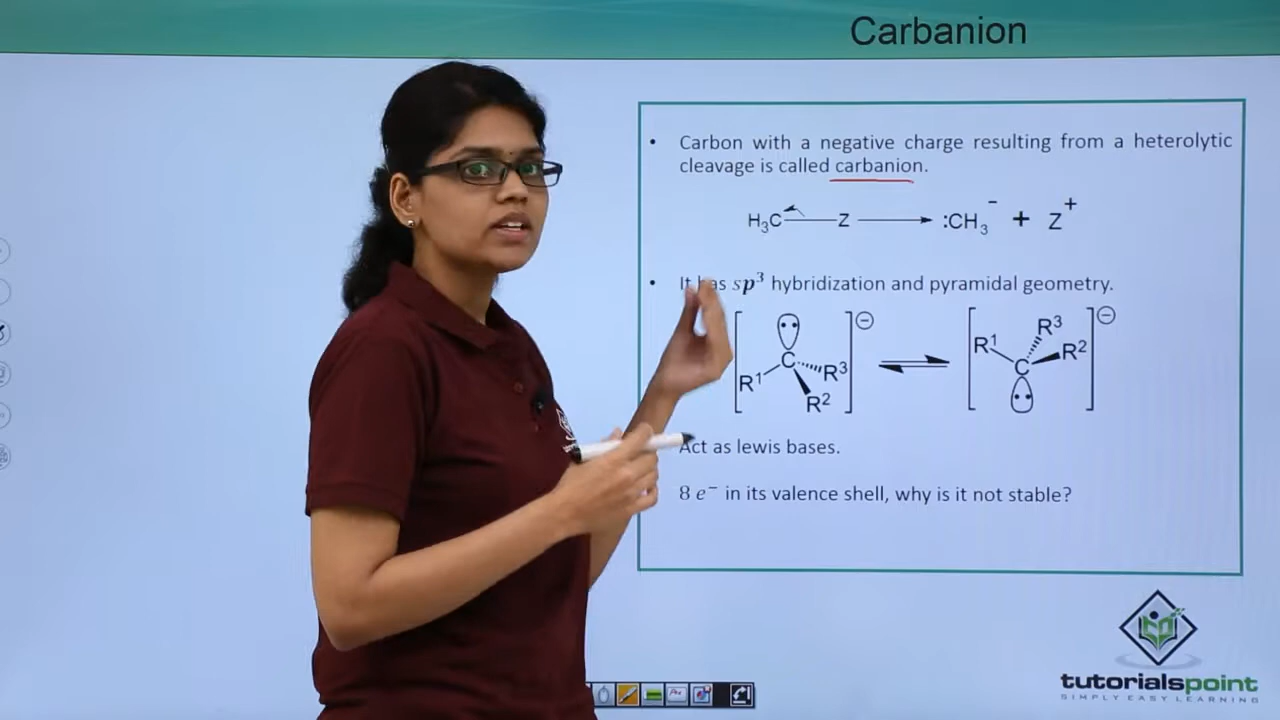 Carbanion
• Carbon with a negative charge resulting from a heterolytic
cleavage is called carbanion.
H₃C—Z → :CH₃⁻ + Z⁺
• It has sp³ hybridization and pyramidal geometry.
R¹ C R³ R² ⊖ ⇌ R¹ R³ R² C ⊖
Act as lewis bases.
8 e⁻ in its valence shell, why is it not stable?
tutorialspoint
SIMPLY EASY LEARNING